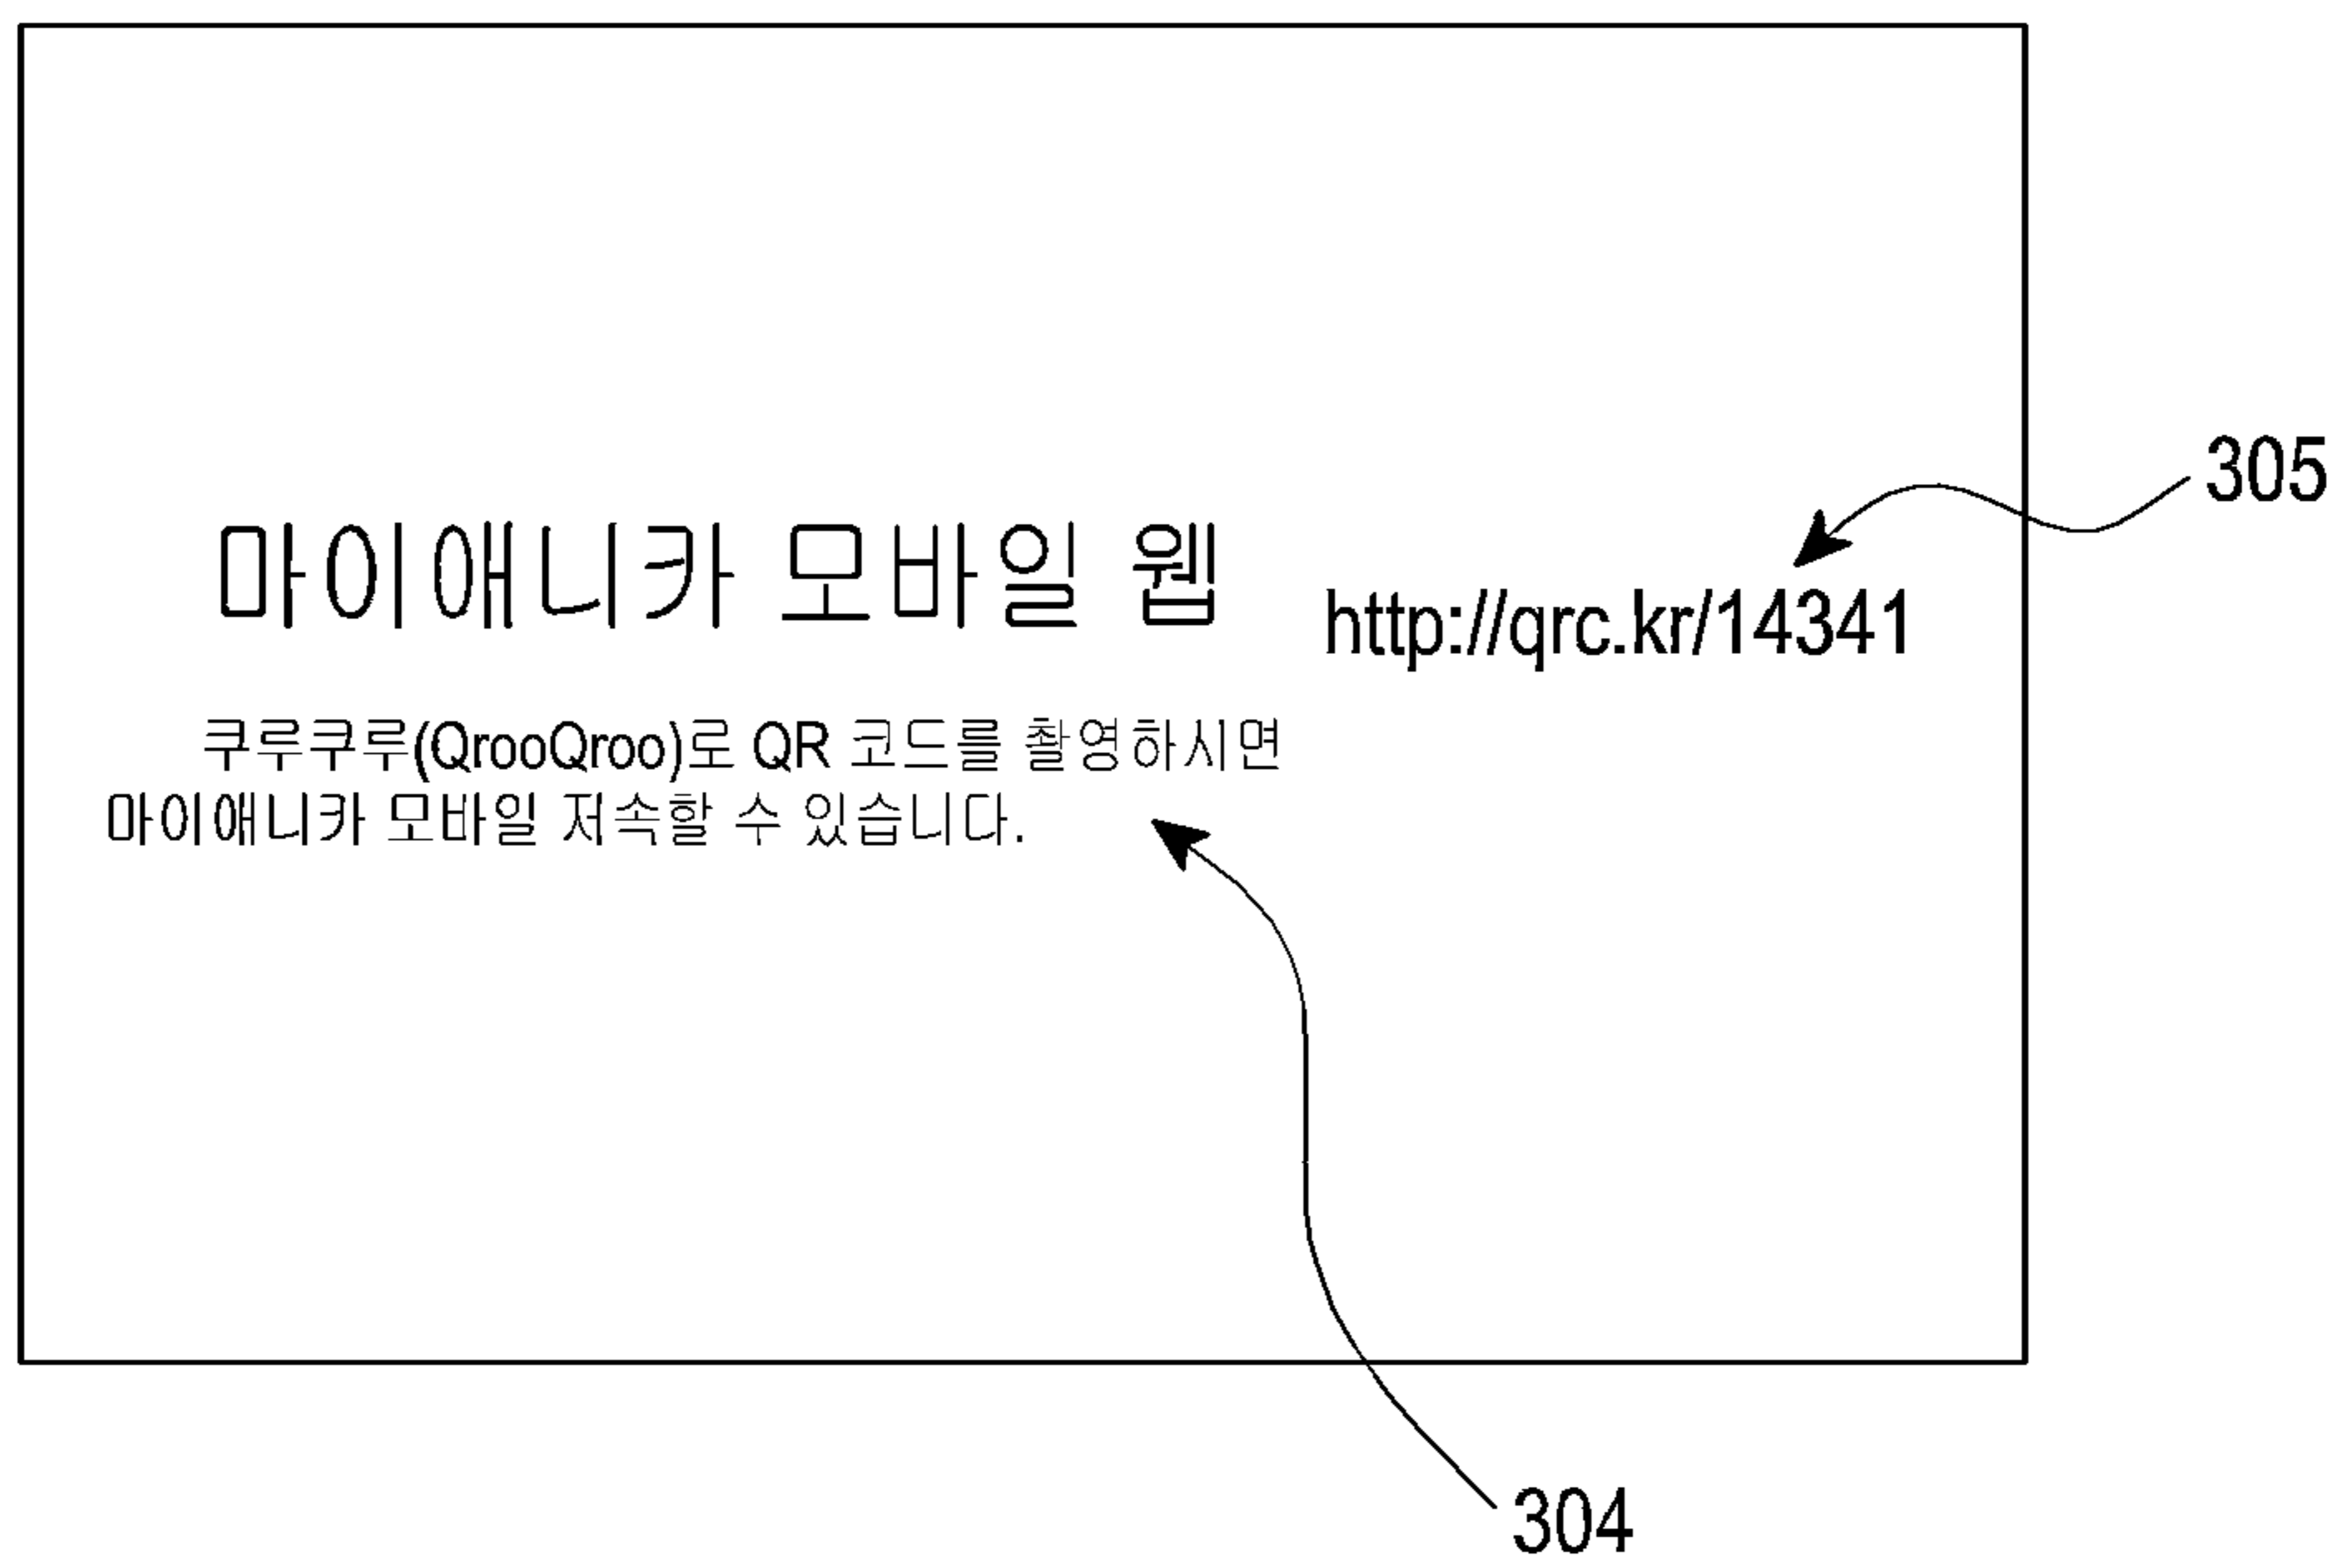 305
마이애니카 모바일 웹
http://qrc.kr/14341
쿠루쿠루(QrooQroo)로 QR 코드를 촬영하시면
마이애니카 모바일 저속할 수 있습니다.
304